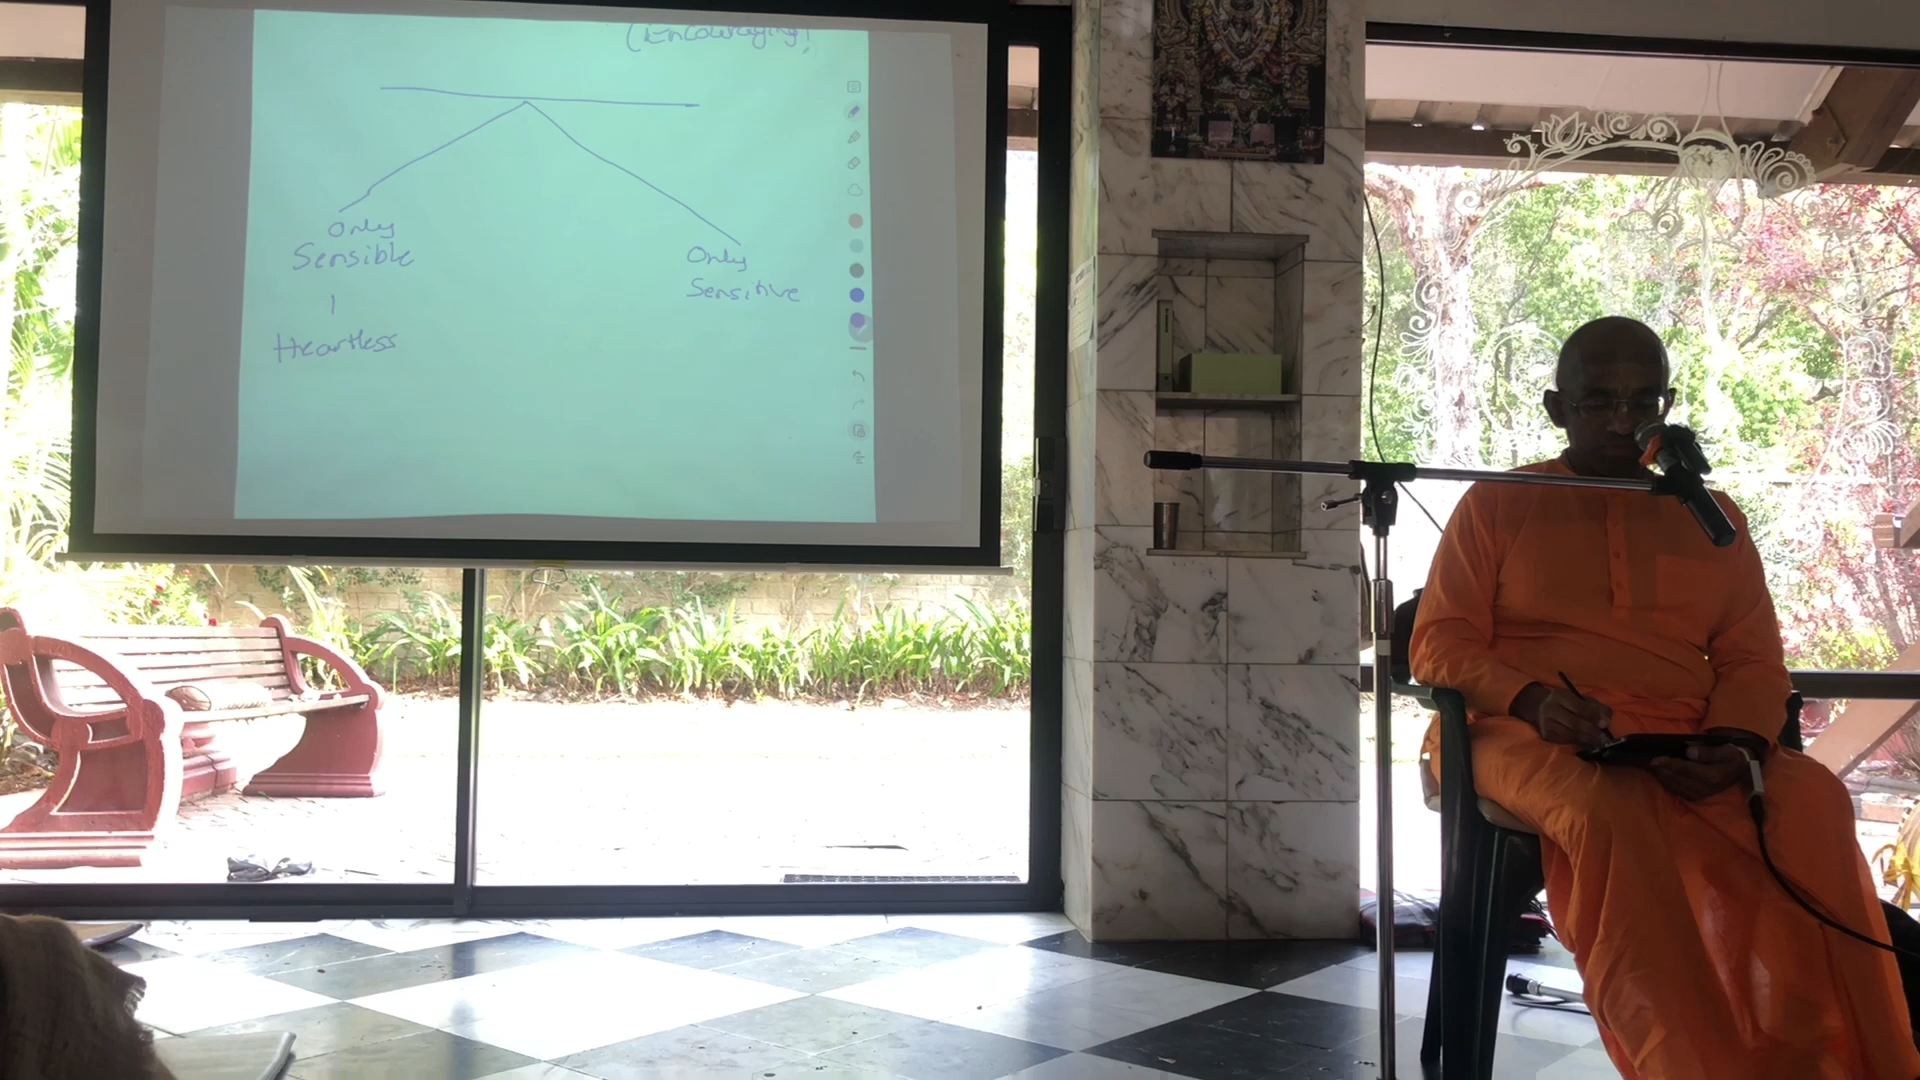 (Encouraging)
Only
Sensible
Heartless
Only
Sensitive